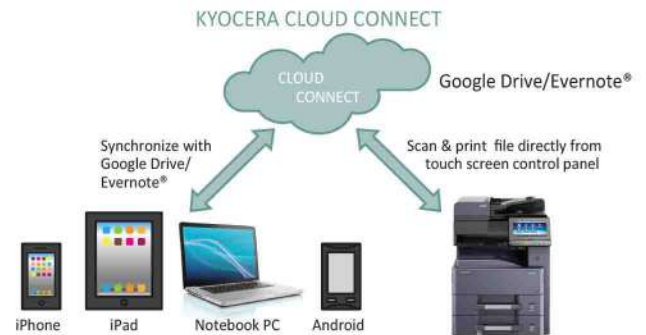 KYOCERA CLOUD CONNECT
CLOUD
CONNECT
Google Drive/Evernote®
Synchronize with
Google Drive/
Evernote®
Scan & print file directly from
touch screen control panel
iPhone
iPad
Notebook PC
Android